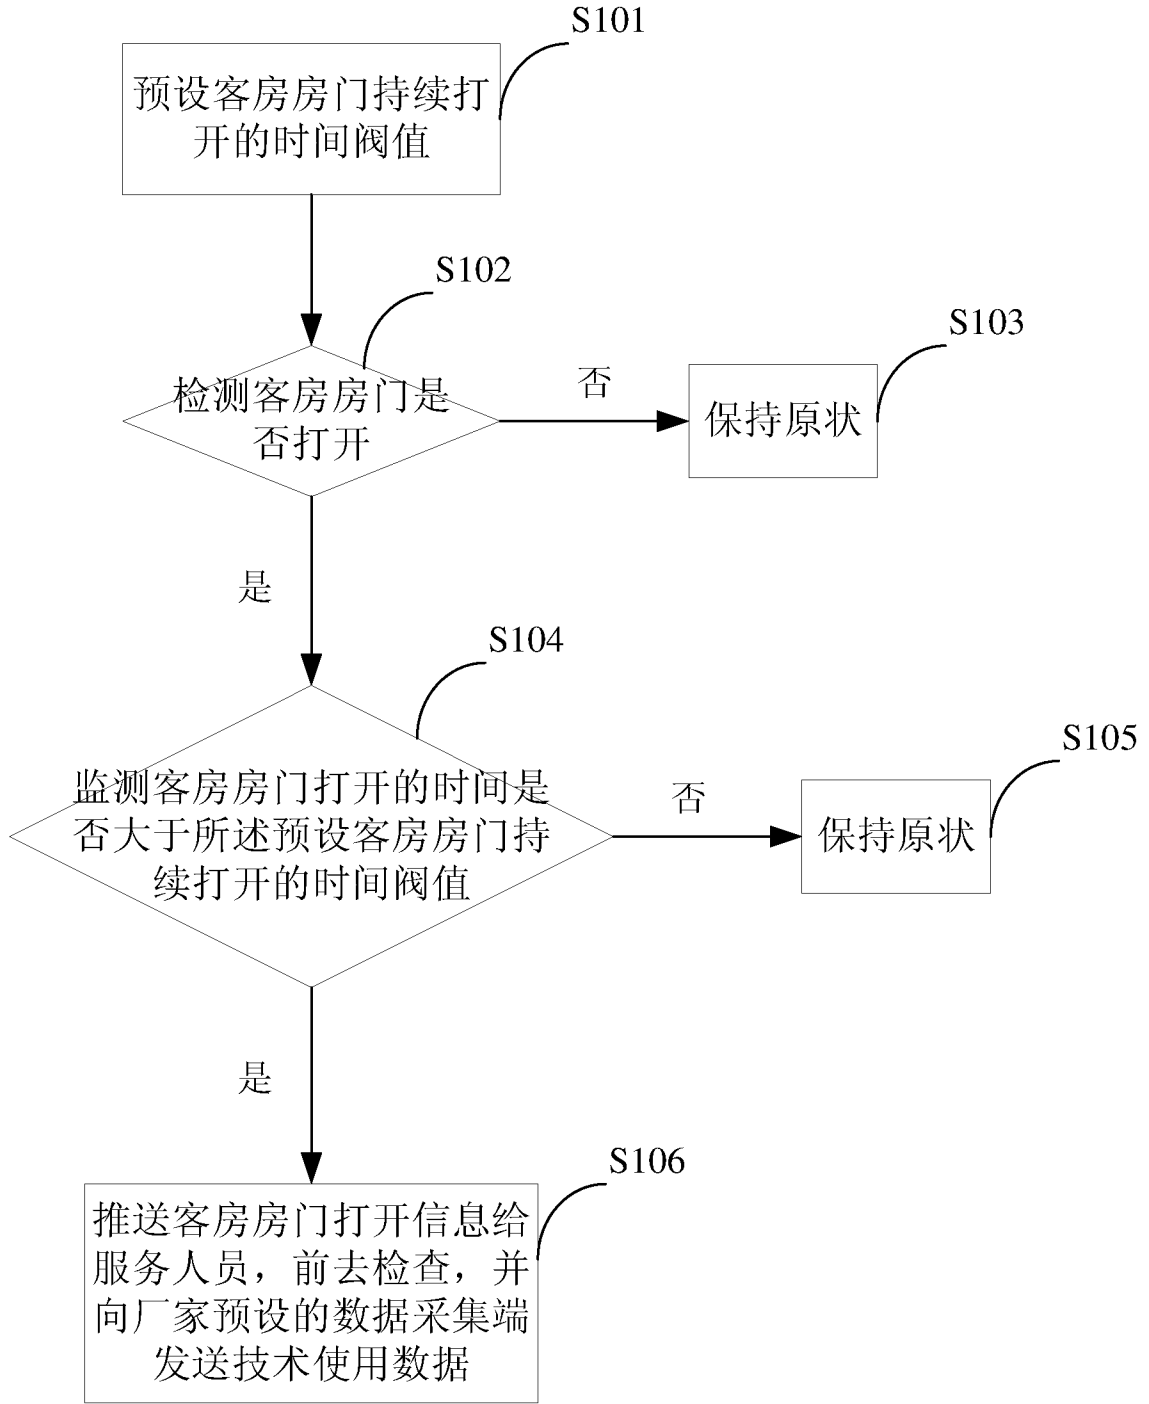 S101
预设客房房门持续打
开的时间阀值
S102
检测客房房门是
否打开
否
S103
保持原状
是
S104
监测客房房门打开的时间是
否大于所述预设客房房门持
续打开的时间阀值
否
S105
保持原状
是
S106
推送客房房门打开信息给
服务人员，前去检查，并
向厂家预设的数据采集端
发送技术使用数据